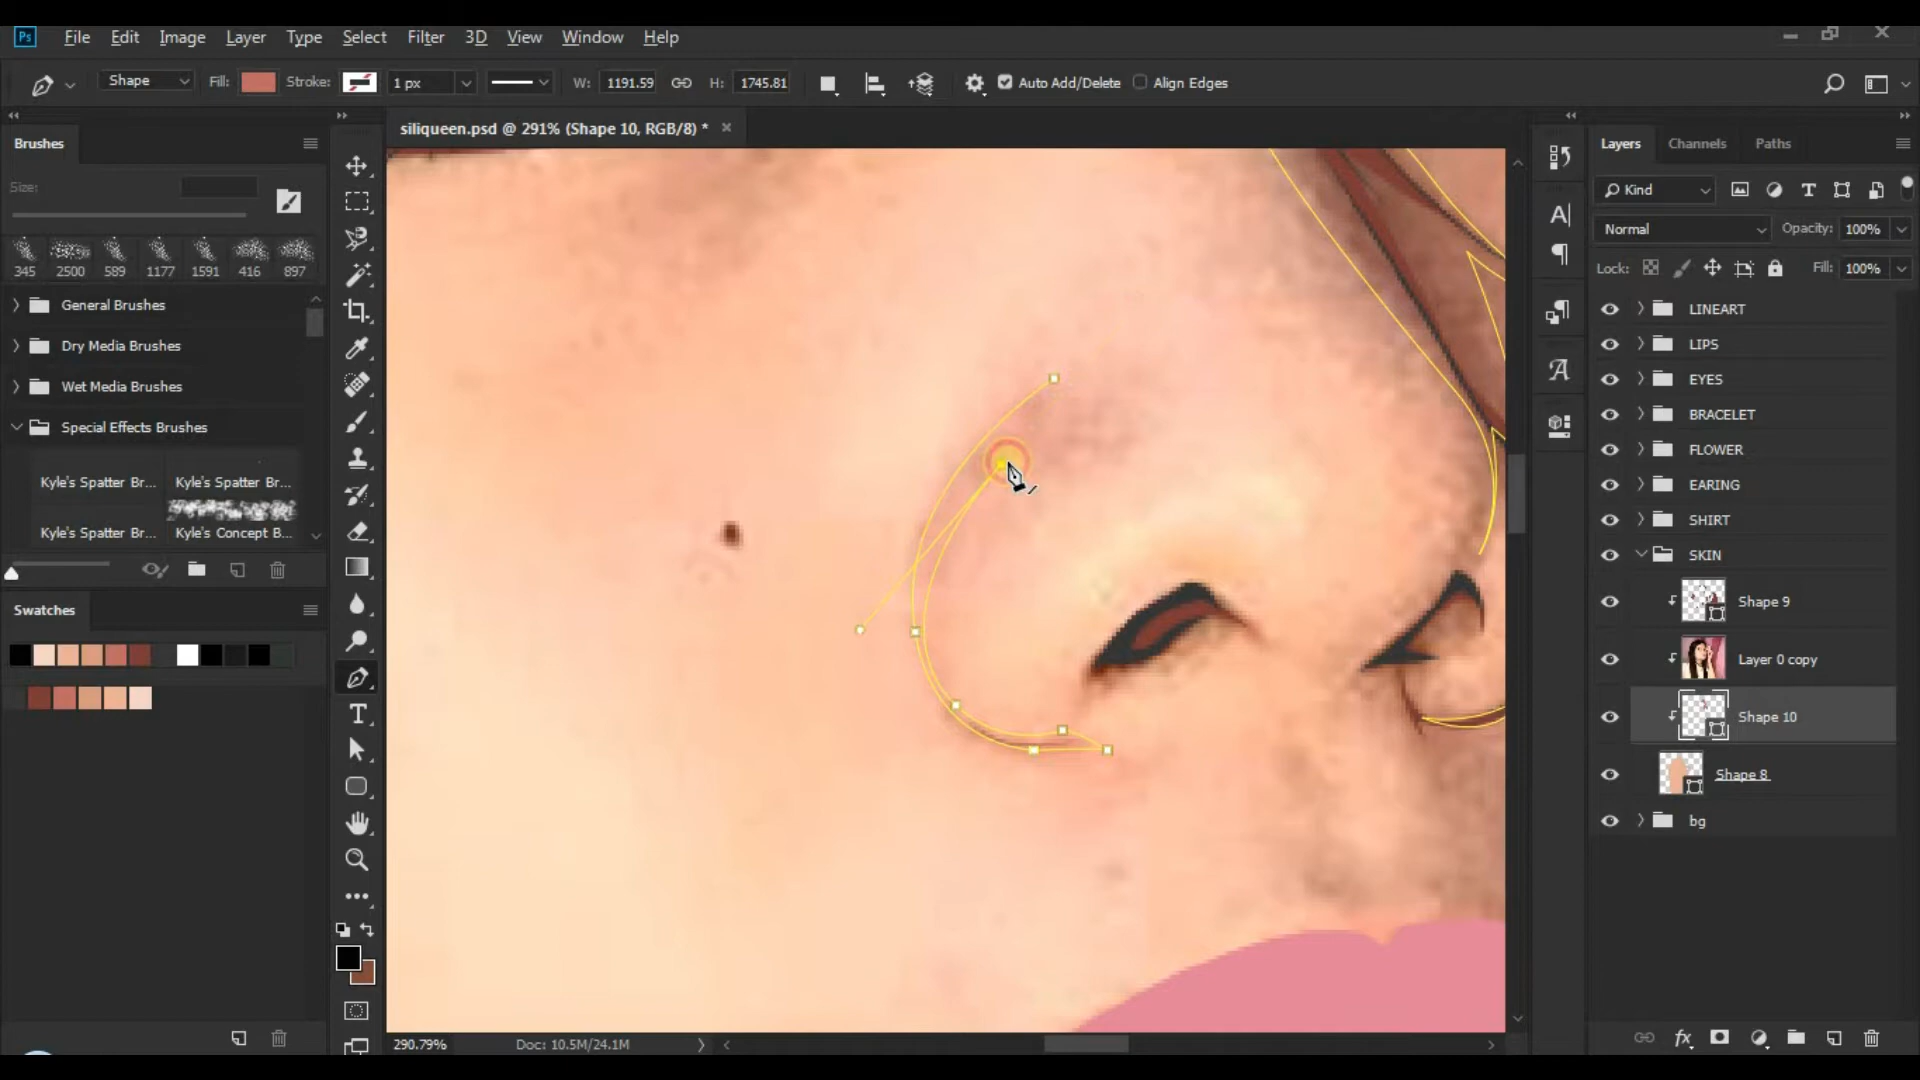 Ps File Edit Image Layer Type Select Filter 3D View Window Help
Shape Fill: Stroke: 1 px W: 1191.59 H: 1745.81 Auto Add/Delete Align Edges
Brushes
siliqueen.psd @ 291% (Shape 10, RGB/8) *
Layers Channels Paths
Size:
Kind
Normal Opacity: 100%
345 2500 589 1177 1591 416 897
Lock: Fill: 100%
General Brushes
Dry Media Brushes
Wet Media Brushes
Special Effects Brushes
Kyle's Spatter Br... Kyle's Spatter Br...
Kyle's Spatter Br... Kyle's Concept B...
Swatches
LINEART
LIPS
EYES
BRACELET
FLOWER
EARING
SHIRT
SKIN
Shape 9
Layer 0 copy
Shape 10
Shape 8
bg
290.79% Doc: 10.5M/24.1M